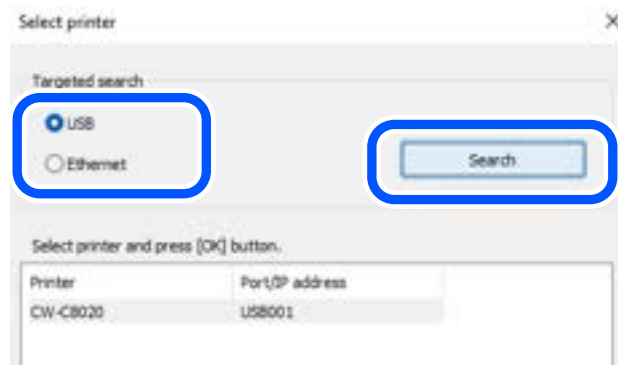 Select printer
Targeted search
USB
Ethernet
Search
Select printer and press [OK] button.
Printer Port/IP address
CW-C8020 USB001